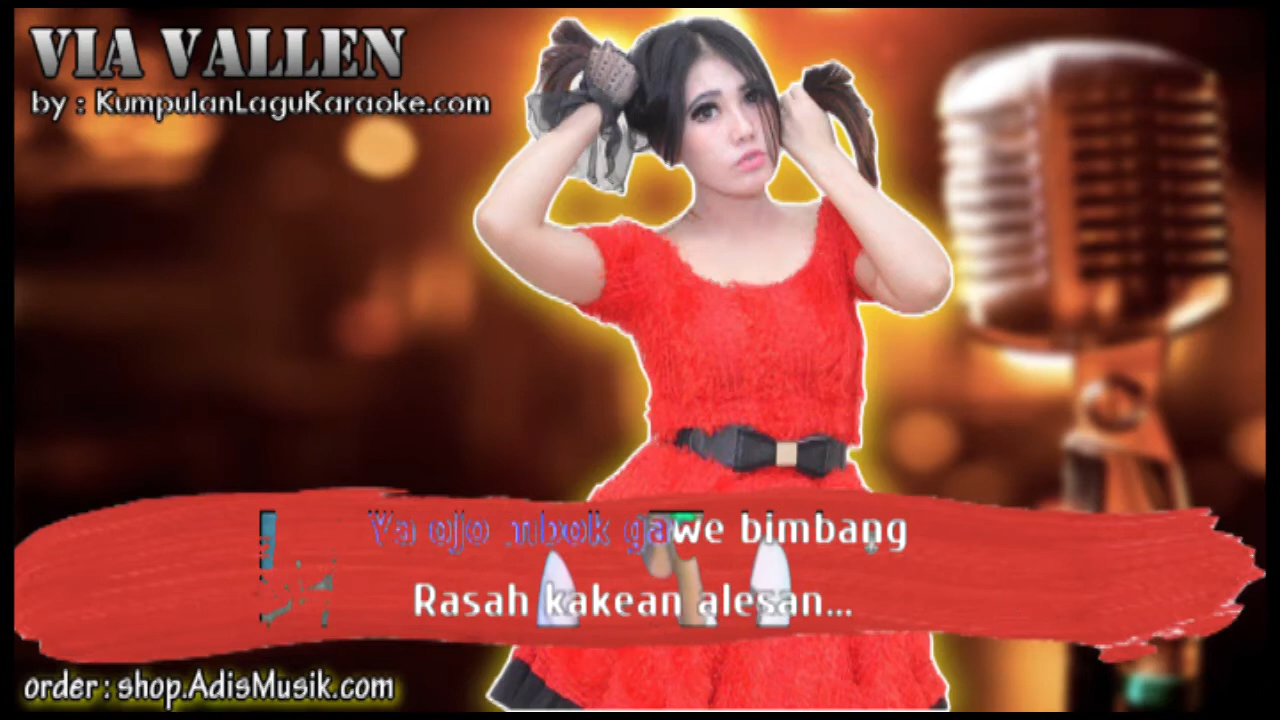 VIA VALLEN
by : KumpulanLaguKaraoke.com
Ya ojo mbok gawe bimbang
Rasah kakean alesan...
order : shop.AdisMusik.com